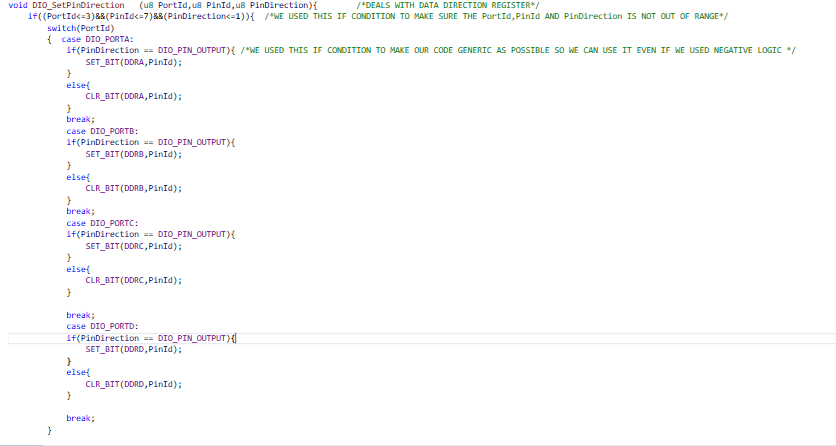 void DIO_SetPinDirection   (u8 PortId,u8 PinId,u8 PinDirection){        /*DEALS WITH DATA DIRECTION REGISTER*/
    if((PortId<=3)&&(PinId<=7)&&(PinDirection<=1)){  /*WE USED THIS IF CONDITION TO MAKE SURE THE PortId,PinId AND PinDirection IS NOT OUT OF RANGE*/
        switch(PortId)
        {  case DIO_PORTA:
            if(PinDirection == DIO_PIN_OUTPUT){ /*WE USED THIS IF CONDITION TO MAKE OUR CODE GENERIC AS POSSIBLE SO WE CAN USE IT EVEN IF WE USED NEGATIVE LOGIC */
                SET_BIT(DDRA,PinId);
            }
            else{
                CLR_BIT(DDRA,PinId);
            }
            break;
            case DIO_PORTB:
            if(PinDirection == DIO_PIN_OUTPUT){
                SET_BIT(DDRB,PinId);
            }
            else{
                CLR_BIT(DDRB,PinId);
            }
            break;
            case DIO_PORTC:
            if(PinDirection == DIO_PIN_OUTPUT){
                SET_BIT(DDRC,PinId);
            }
            else{
                CLR_BIT(DDRC,PinId);
            }

            break;
            case DIO_PORTD:
            if(PinDirection == DIO_PIN_OUTPUT){
                SET_BIT(DDRD,PinId);
            }
            else{
                CLR_BIT(DDRD,PinId);
            }

            break;
        }